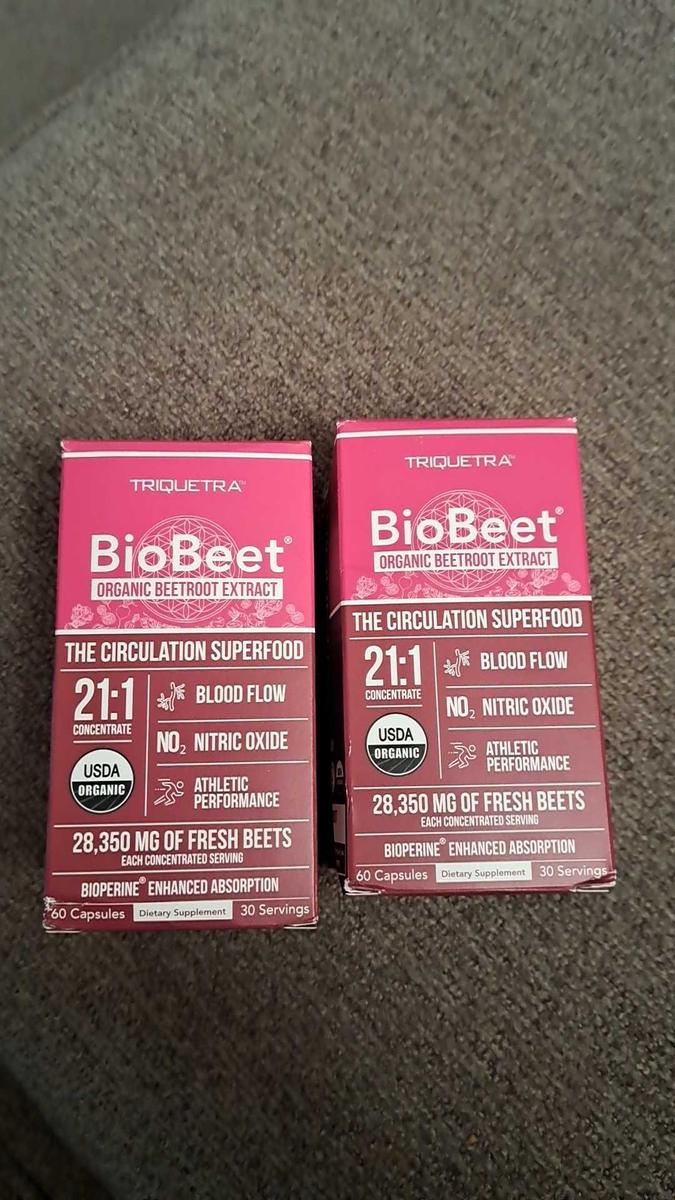 TRIQUETRA™
BioBeet®
ORGANIC BEETROOT EXTRACT
THE CIRCULATION SUPERFOOD
21:1
CONCENTRATE
USDA
ORGANIC
BLOOD FLOW
NO₂ NITRIC OXIDE
ATHLETIC
PERFORMANCE
28,350 MG OF FRESH BEETS
EACH CONCENTRATED SERVING
BIOPERINE® ENHANCED ABSORPTION
60 Capsules Dietary Supplement 30 Servings
TRIQUETRA™
BioBeet®
ORGANIC BEETROOT EXTRACT
THE CIRCULATION SUPERFOOD
21:1
CONCENTRATE
USDA
ORGANIC
BLOOD FLOW
NO₂ NITRIC OXIDE
ATHLETIC
PERFORMANCE
28,350 MG OF FRESH BEETS
EACH CONCENTRATED SERVING
BIOPERINE® ENHANCED ABSORPTION
60 Capsules Dietary Supplement 30 Servings